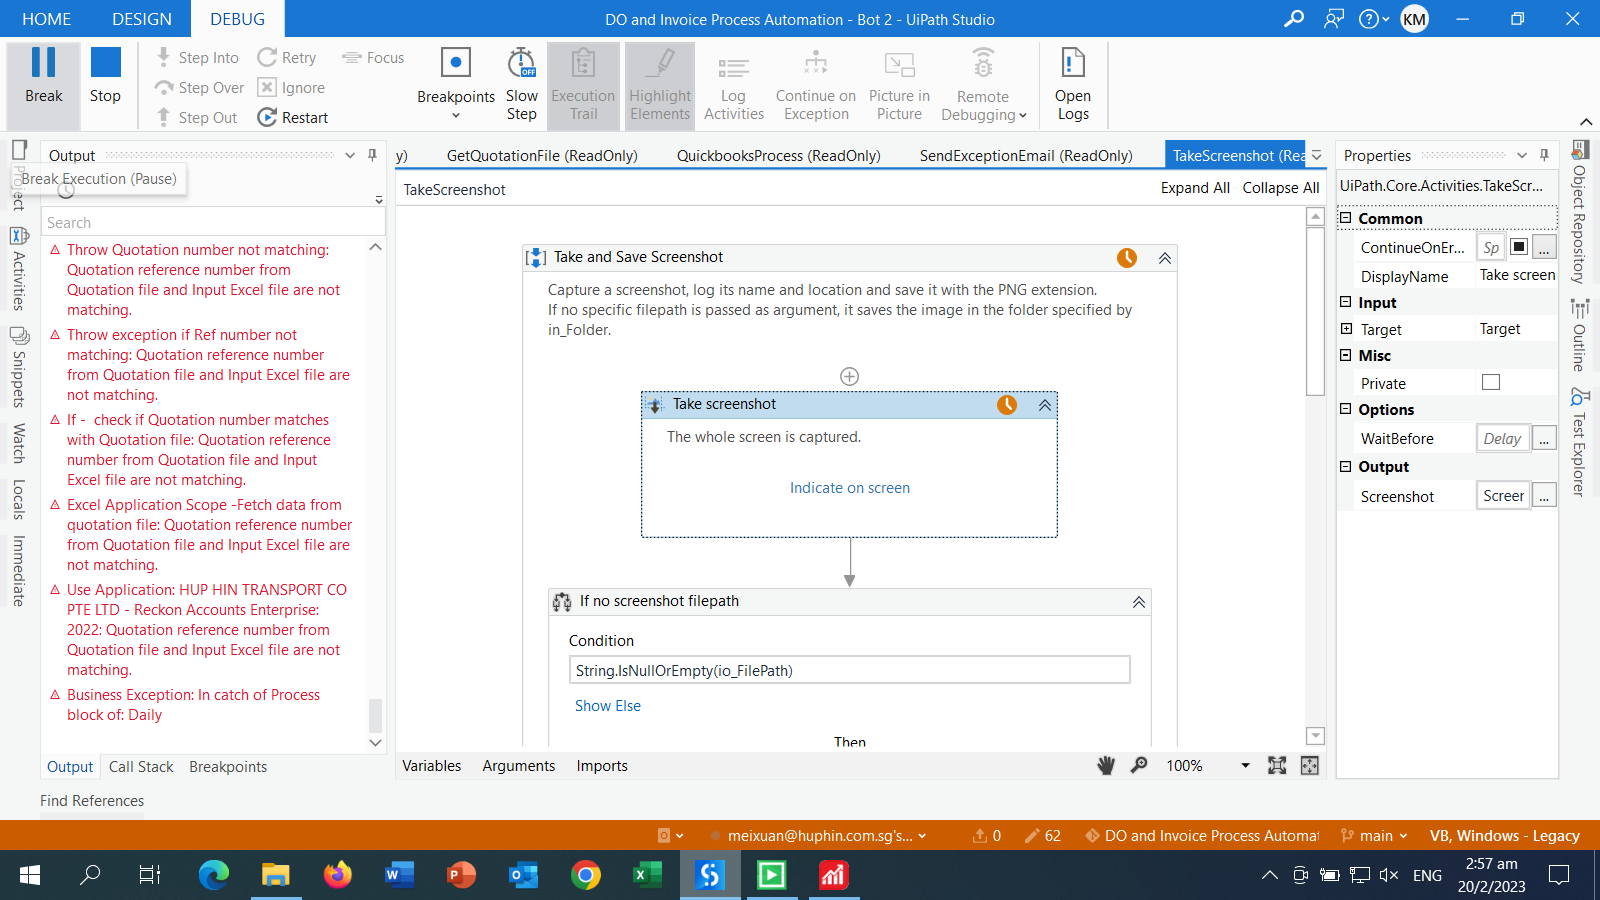 HOME DESIGN DEBUG
DO and Invoice Process Automation - Bot 2 - UiPath Studio
KM
Break
Stop
Step Into
Step Over
Step Out
Retry
Ignore
Restart
Focus
Breakpoints
Slow Step
OFF
Execution Trail
Highlight Elements
Log Activities
Continue on Exception
Picture in Picture
Remote Debugging
Open Logs
Output
Break Execution (Pause)
Search
Throw Quotation number not matching:
Quotation reference number from
Quotation file and Input Excel file are not
matching.
Throw exception if Ref number not
matching: Quotation reference number
from Quotation file and Input Excel file are
not matching.
If - check if Quotation number matches
with Quotation file: Quotation reference
number from Quotation file and Input
Excel file are not matching.
Excel Application Scope -Fetch data from
quotation file: Quotation reference number
from Quotation file and Input Excel file are
not matching.
Use Application: HUP HIN TRANSPORT CO
PTE LTD - Reckon Accounts Enterprise:
2022: Quotation reference number from
Quotation file and Input Excel file are not
matching.
Business Exception: In catch of Process
block of: Daily
Output Call Stack Breakpoints
Find References
Project
Activities
Snippets
Watch
Locals
Immediate
y) GetQuotationFile (ReadOnly) QuickbooksProcess (ReadOnly) SendExceptionEmail (ReadOnly) TakeScreenshot (Rea
TakeScreenshot
Expand All Collapse All
Take and Save Screenshot
Capture a screenshot, log its name and location and save it with the PNG extension.
If no specific filepath is passed as argument, it saves the image in the folder specified by
in_Folder.
Take screenshot
The whole screen is captured.
Indicate on screen
If no screenshot filepath
Condition
String.IsNullOrEmpty(io_FilePath)
Show Else
Then
Variables Arguments Imports
100%
Properties
UiPath.Core.Activities.TakeScr...
Common
ContinueOnEr... Sp ...
DisplayName Take screen
Input
Target Target
Misc
Private
Options
WaitBefore Delay ...
Output
Screenshot Screer ...
Object Repository
Outline
Test Explorer
meixuan@huphin.com.sg's... 0 62 DO and Invoice Process Automat main VB, Windows - Legacy
ENG
2:57 am
20/2/2023